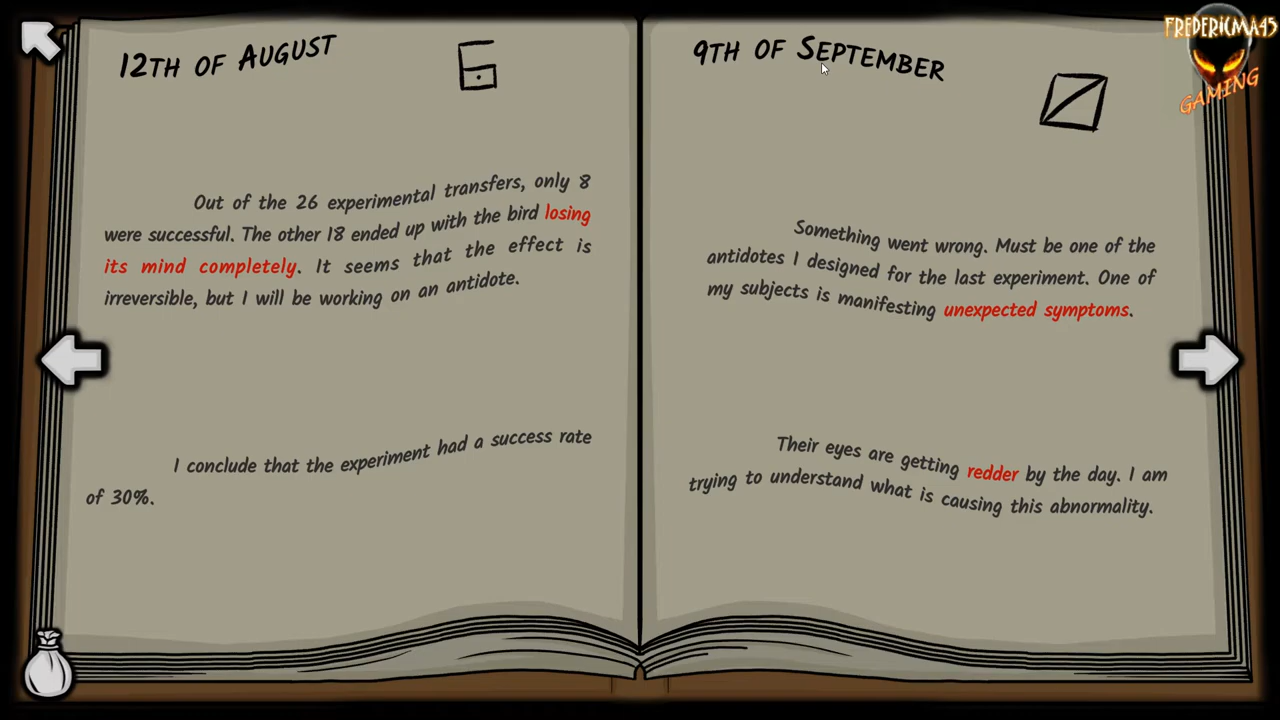 12TH OF AUGUST
Out of the 26 experimental transfers, only 8
were successful. The other 18 ended up with the bird losing
its mind completely. It seems that the effect is
irreversible, but I will be working on an antidote.
I conclude that the experiment had a success rate
of 30%.
9TH OF SEPTEMBER
Something went wrong. Must be one of the
antidotes I designed for the last experiment. One of
my subjects is manifesting unexpected symptoms.
Their eyes are getting redder by the day. I am
trying to understand what is causing this abnormality.
FREDERICMA45
GAMING